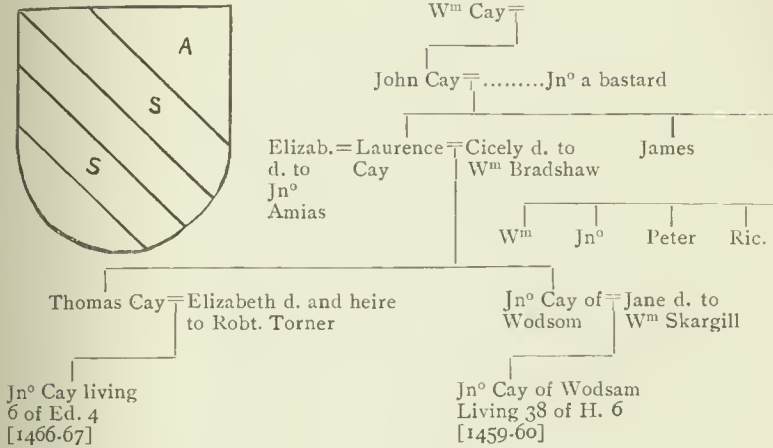 A
S
S
Wᵐ Cay
John Cay .........Jnº a bastard
Elizab.
d. to
Jnº
Amias
Laurence
Cay
Cicely d. to
Wᵐ Bradshaw
James
Wᵐ Jnº Peter Ric.
Thomas Cay
Elizabeth d. and heire
to Robt. Torner
Jnº Cay of
Wodsom
Jane d. to
Wᵐ Skargill
Jnº Cay living
6 of Ed. 4
[1466-67]
Jnº Cay of Wodsam
Living 38 of H. 6
[1459-60]